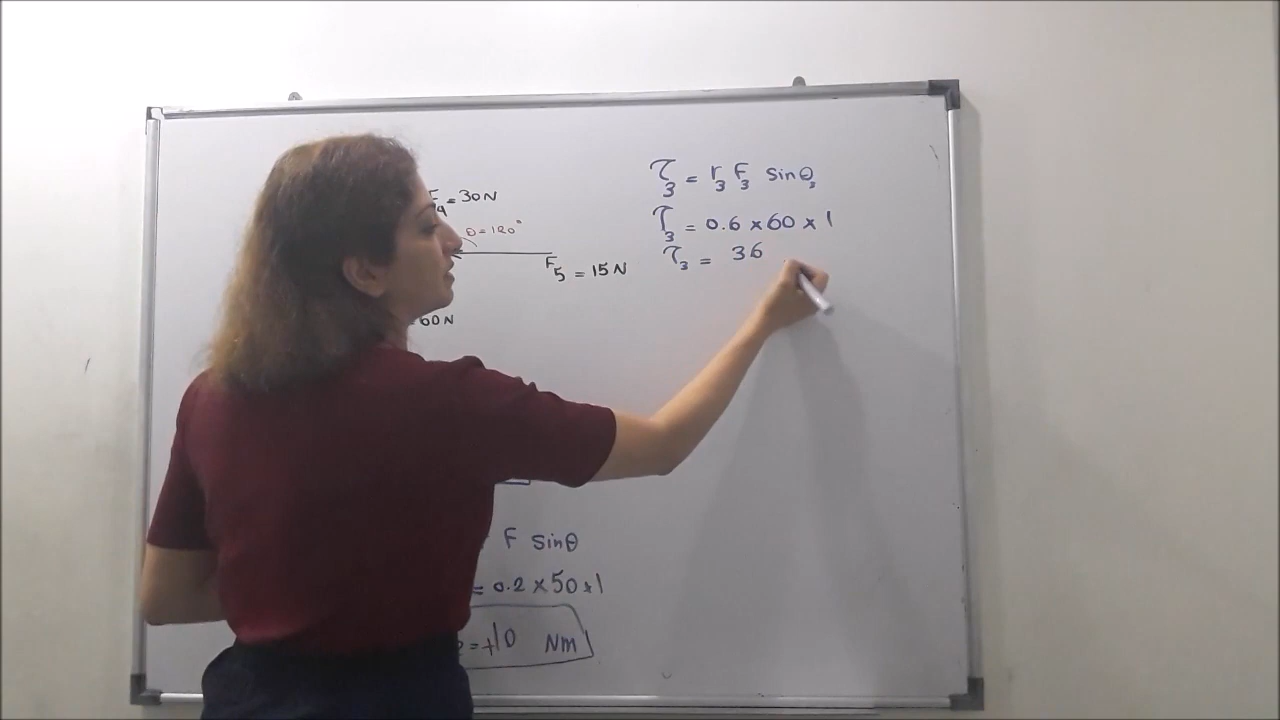 F4 = 30N
θ = 120°
F5 = 15N
60N
τ3 = r3 F3 sinθ3
τ3 = 0.6 × 60 × 1
τ3 = 36
F sinθ
= 0.2 × 50 × 1
2 = +10 Nm